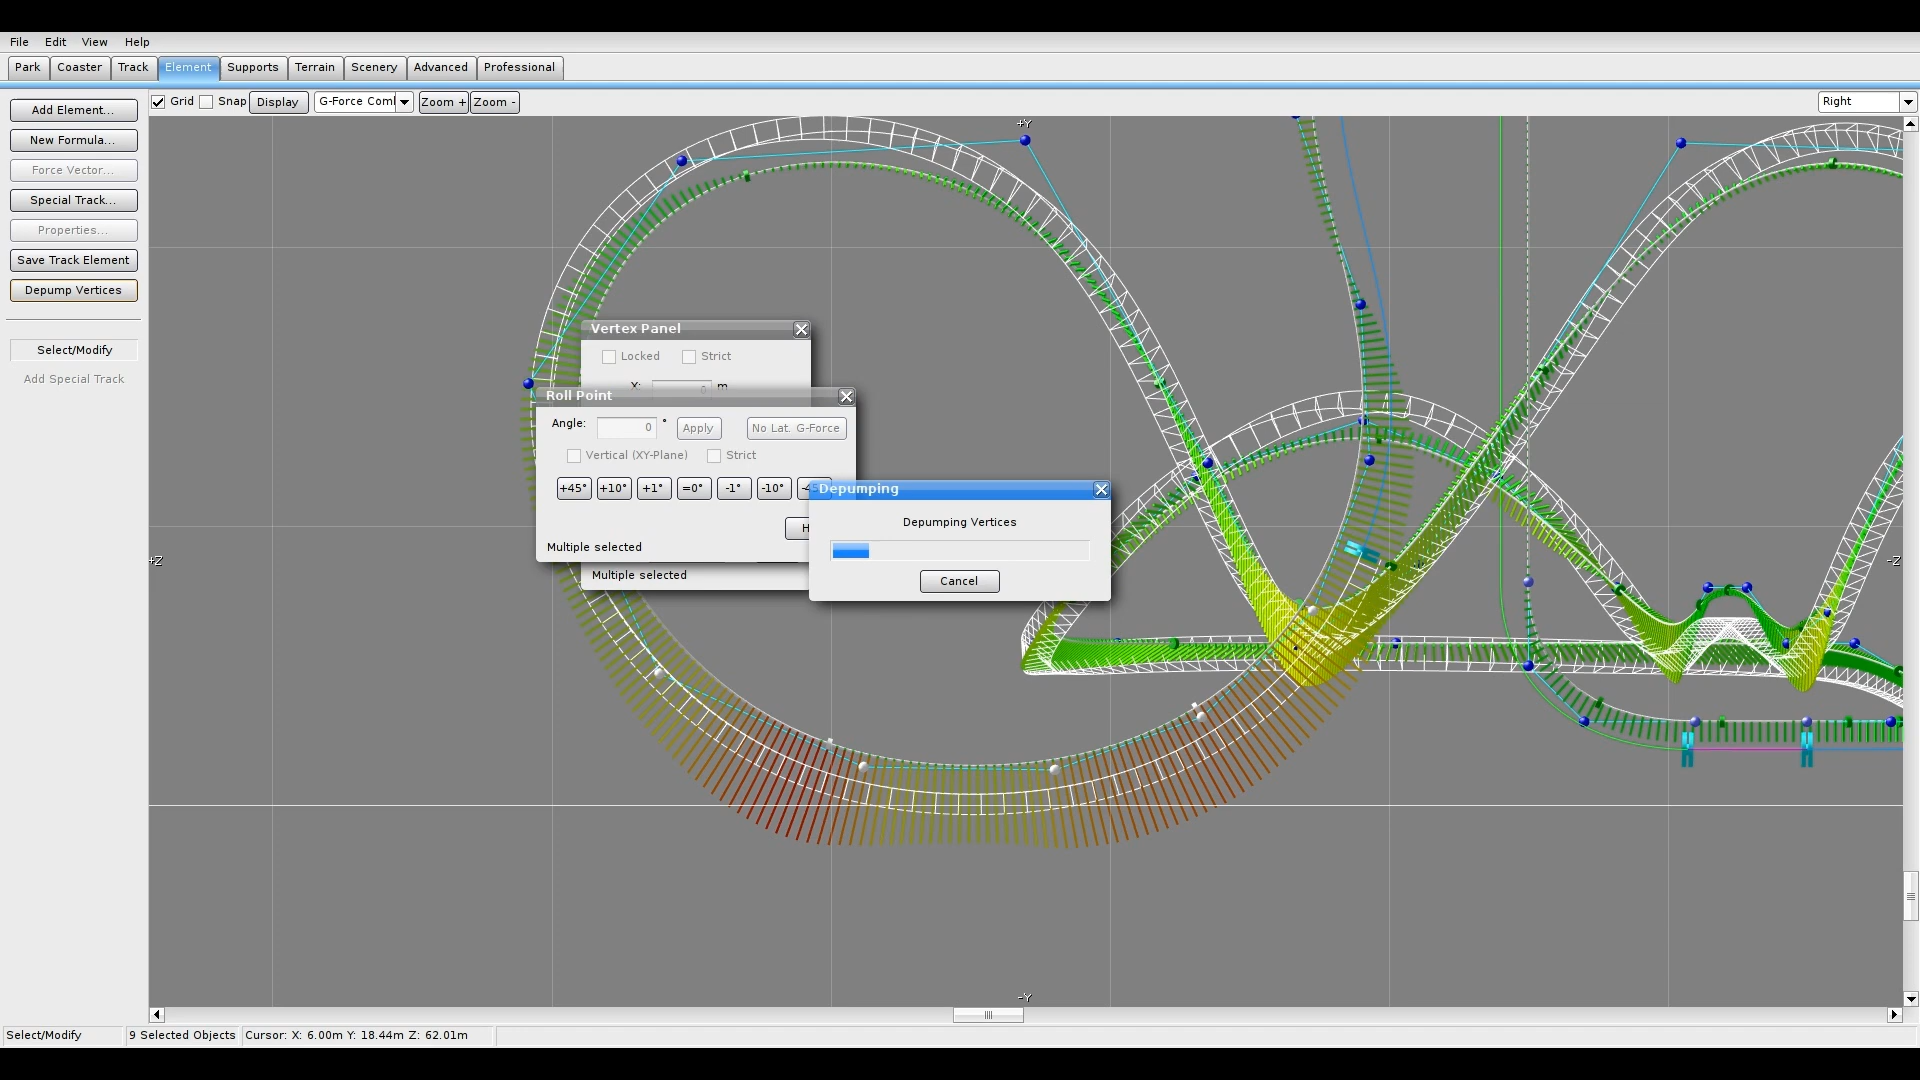 File Edit View Help
Park Coaster Track Element Supports Terrain Scenery Advanced Professional
Add Element...
New Formula...
Force Vector...
Special Track...
Properties...
Save Track Element
Depump Vertices
Select/Modify
Add Special Track
Grid Snap Display G-Force Com Zoom + Zoom - Right
+Y
Vertex Panel
Locked Strict
X: m
Roll Point
Angle: 0 ° Apply No Lat. G-Force
Vertical (XY-Plane) Strict
+45° +10° +1° =0° -1° -10°
Multiple selected
Multiple selected
Depumping
Depumping Vertices
Cancel
+Z
-Z
-Y
Select/Modify 9 Selected Objects Cursor: X: 6.00m Y: 18.44m Z: 62.01m